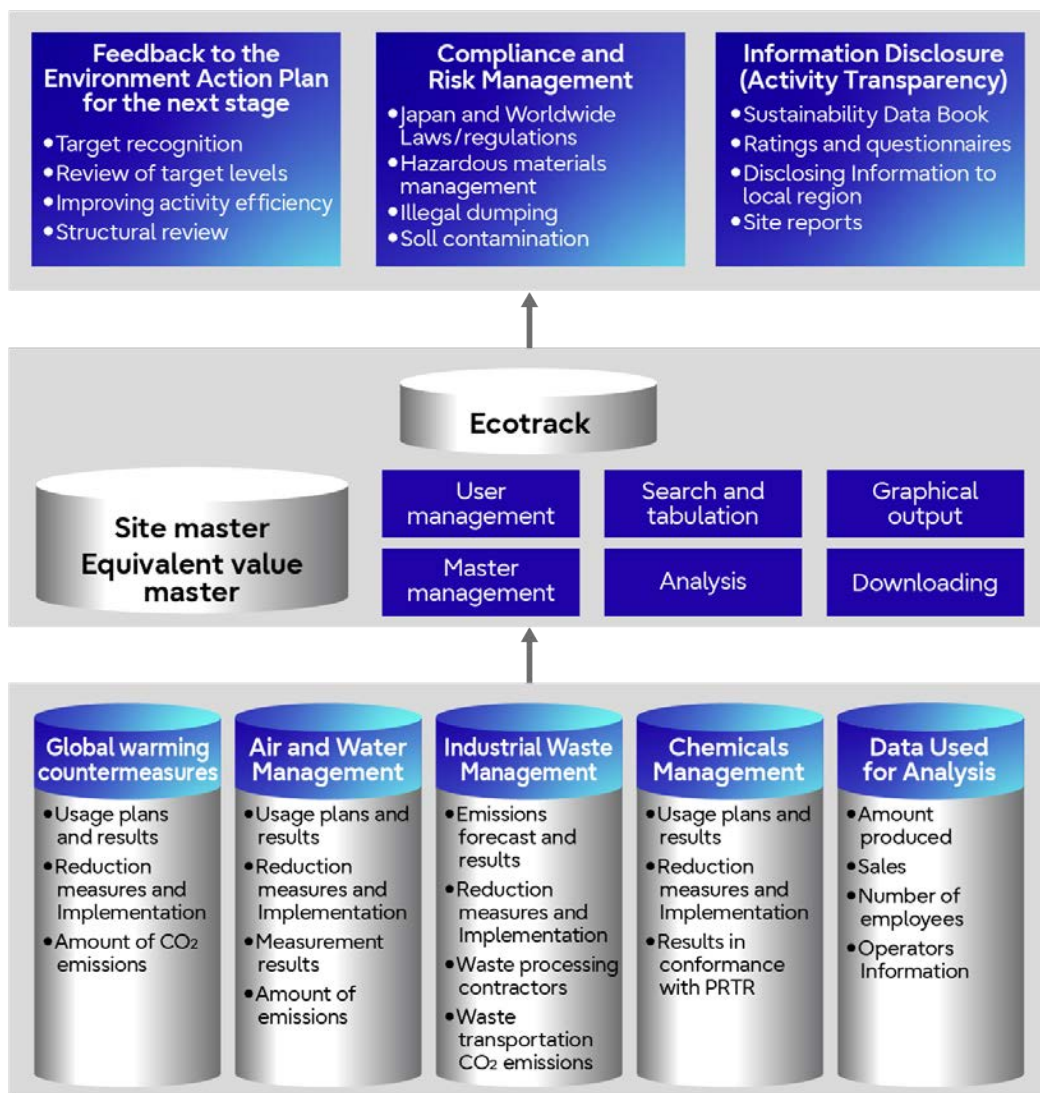 Feedback to the
Environment Action Plan
for the next stage
•Target recognition
•Review of target levels
•Improving activity efficiency
•Structural review
Compliance and
Risk Management
•Japan and Worldwide
Laws/regulations
•Hazardous materials
management
•Illegal dumping
•Soll contamination
Information Disclosure
(Activity Transparency)
•Sustainability Data Book
•Ratings and questionnaires
•Disclosing Information to
local region
•Site reports
Ecotrack
Site master
Equivalent value
master
User
management
Search and
tabulation
Graphical
output
Master
management
Analysis
Downloading
Global warming
countermeasures
•Usage plans
and results
•Reduction
measures and
Implementation
•Amount of CO₂
emissions
Air and Water
Management
•Usage plans and
results
•Reduction
measures and
Implementation
•Measurement
results
•Amount of
emissions
Industrial Waste
Management
•Emissions
forecast and
results
•Reduction
measures and
Implementation
•Waste processing
contractors
•Waste
transportation
CO₂ emissions
Chemicals
Management
•Usage plans and
results
•Reduction
measures and
Implementation
•Results in
conformance
with PRTR
Data Used
for Analysis
•Amount
produced
•Sales
•Number of
employees
•Operators
Information